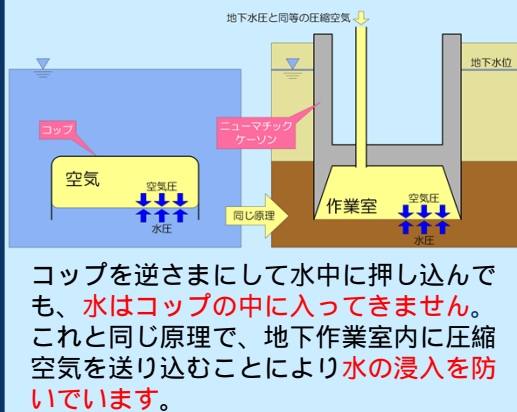 地下水圧と同等の圧縮空気
地下水位
コップ
ニューマチック
ケーソン
空気
空気圧
水圧
同じ原理
作業室
空気圧
水圧
コップを逆さまにして水中に押し込んで
も、水はコップの中に入ってきません。
これと同じ原理で、地下作業室内に圧縮
空気を送り込むことにより水の浸入を防
いでいます。